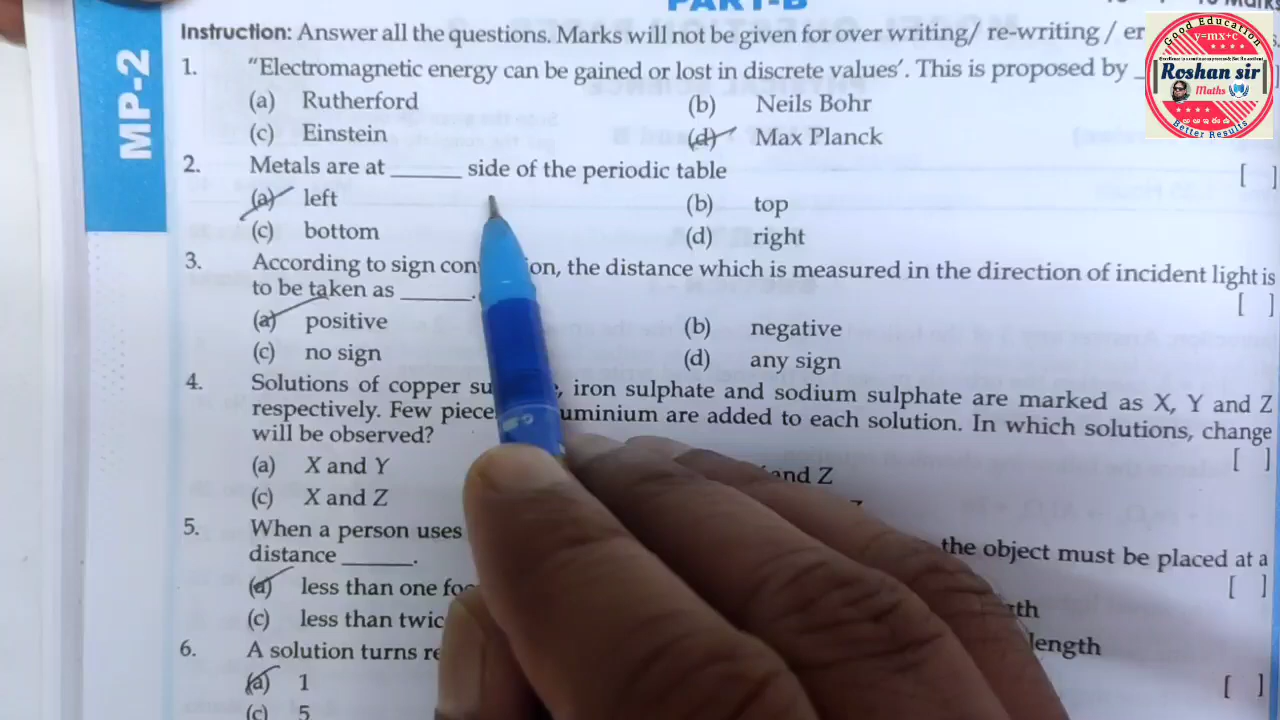 PART-B
Instruction: Answer all the questions. Marks will not be given for over writing/ re-writing / er
MP-2
1. "Electromagnetic energy can be gained or lost in discrete values'. This is proposed by _
(a) Rutherford (b) Neils Bohr
(c) Einstein (d) Max Planck
2. Metals are at ______ side of the periodic table [ ]
(a) left (b) top
(c) bottom (d) right
3. According to sign con on, the distance which is measured in the direction of incident light is
to be taken as ______. [ ]
(a) positive (b) negative
(c) no sign (d) any sign
4. Solutions of copper su , iron sulphate and sodium sulphate are marked as X, Y and Z
respectively. Few piece uminium are added to each solution. In which solutions, change
will be observed? [ ]
(a) X and Y and Z
(c) X and Z
5. When a person uses the object must be placed at a
distance ______. [ ]
(a) less than one fo th
(c) less than twic length
6. A solution turns re
(a) 1 [ ]
(c) 5
Good Education
y=mx+c
Roshan sir
Maths
Better Results